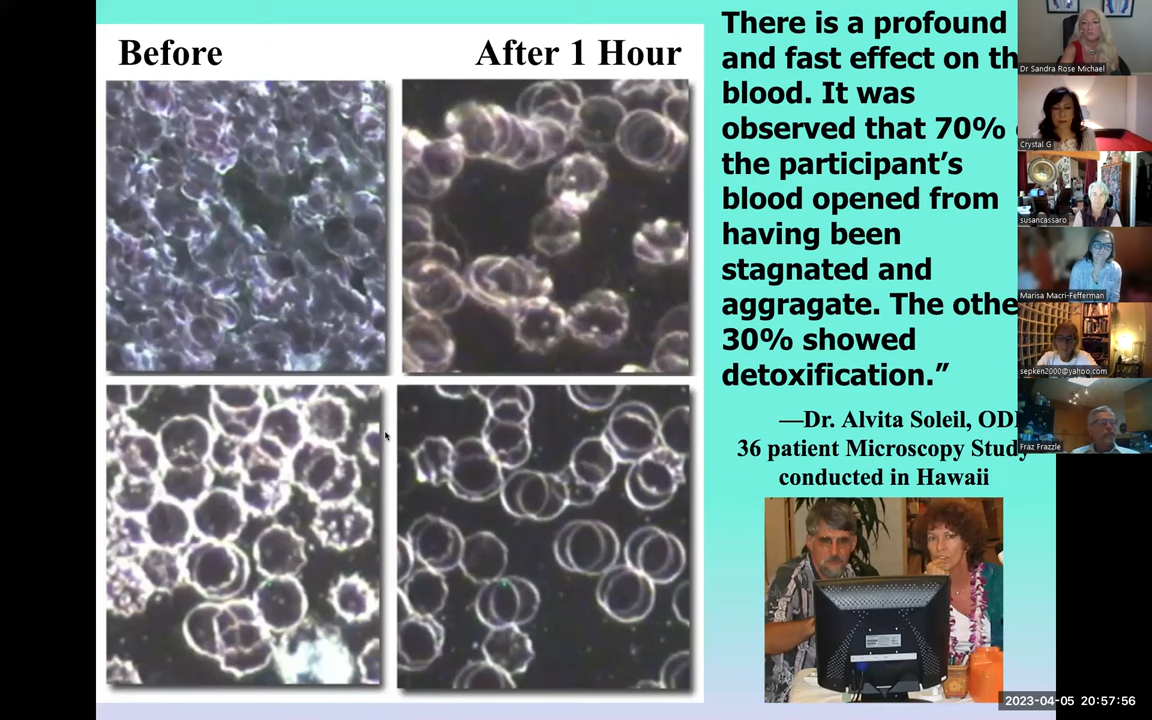 Before
After 1 Hour
There is a profound
and fast effect on th
blood. It was
observed that 70%
the participant’s
blood opened from
having been
stagnated and
aggragate. The othe
30% showed
detoxification.”
—Dr. Alvita Soleil, OD
36 patient Microscopy Study
conducted in Hawaii
Dr Sandra Rose Michael
Crystal G
susancassaro
Marisa Macri-Fefferman
sepken2000@yahoo.com
Fraz Frazzle
2023-04-05 20:57:56